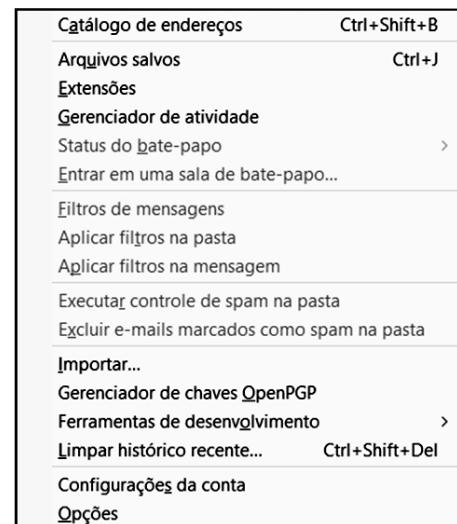 Catálogo de endereços Ctrl+Shift+B
Arquivos salvos Ctrl+J
Extensões
Gerenciador de atividade
Status do bate-papo >
Entrar em uma sala de bate-papo...
Filtros de mensagens
Aplicar filtros na pasta
Aplicar filtros na mensagem
Executar controle de spam na pasta
Excluir e-mails marcados como spam na pasta
Importar...
Gerenciador de chaves OpenPGP
Ferramentas de desenvolvimento >
Limpar histórico recente... Ctrl+Shift+Del
Configurações da conta
Opções